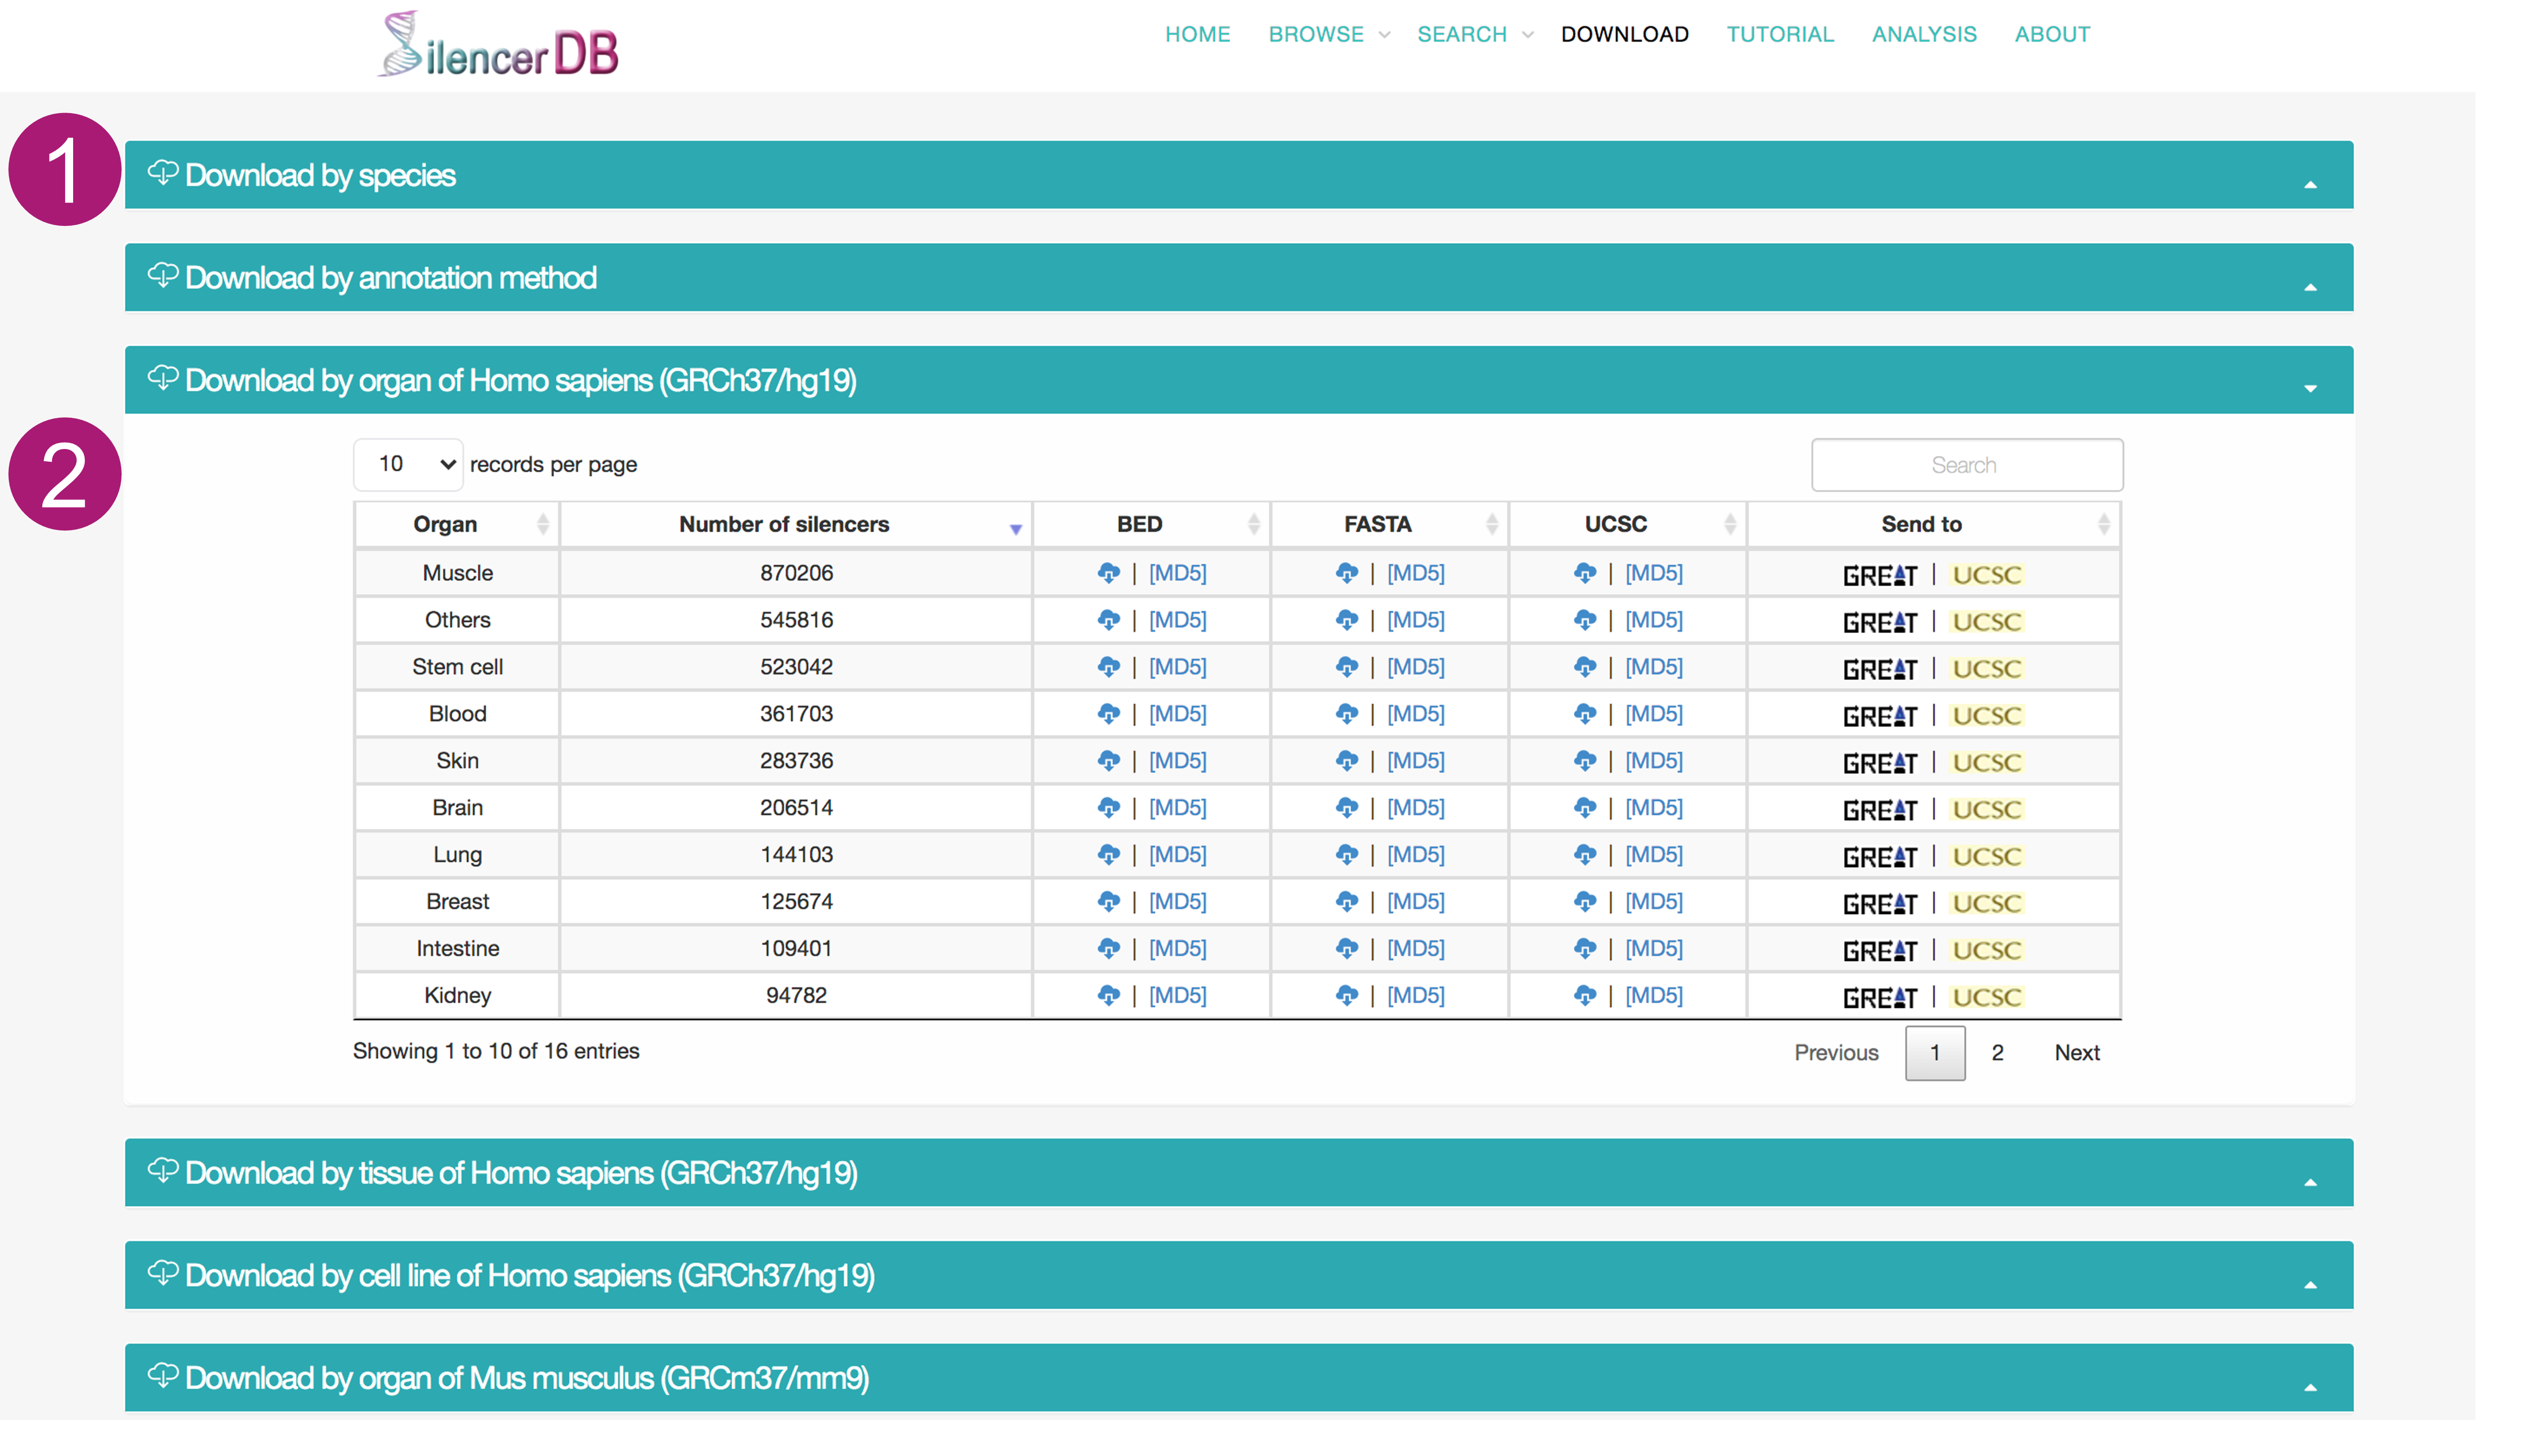 SilencerDB HOME BROWSE SEARCH DOWNLOAD TUTORIAL ANALYSIS ABOUT
1
Download by species
Download by annotation method
Download by organ of Homo sapiens (GRCh37/hg19)
2
10 records per page Search
Organ Number of silencers BED FASTA UCSC Send to
Muscle 870206 | [MD5] | [MD5] | [MD5] GREAT | UCSC
Others 545816 | [MD5] | [MD5] | [MD5] GREAT | UCSC
Stem cell 523042 | [MD5] | [MD5] | [MD5] GREAT | UCSC
Blood 361703 | [MD5] | [MD5] | [MD5] GREAT | UCSC
Skin 283736 | [MD5] | [MD5] | [MD5] GREAT | UCSC
Brain 206514 | [MD5] | [MD5] | [MD5] GREAT | UCSC
Lung 144103 | [MD5] | [MD5] | [MD5] GREAT | UCSC
Breast 125674 | [MD5] | [MD5] | [MD5] GREAT | UCSC
Intestine 109401 | [MD5] | [MD5] | [MD5] GREAT | UCSC
Kidney 94782 | [MD5] | [MD5] | [MD5] GREAT | UCSC
Showing 1 to 10 of 16 entries Previous 1 2 Next
Download by tissue of Homo sapiens (GRCh37/hg19)
Download by cell line of Homo sapiens (GRCh37/hg19)
Download by organ of Mus musculus (GRCm37/mm9)